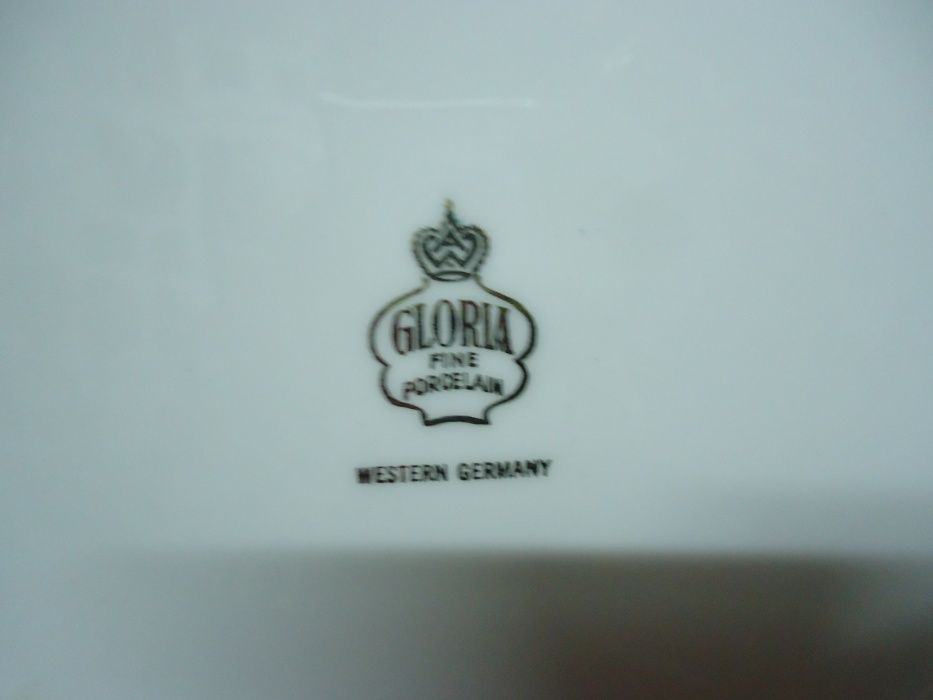 GLORIA
FINE
PORCELAIN
WESTERN GERMANY